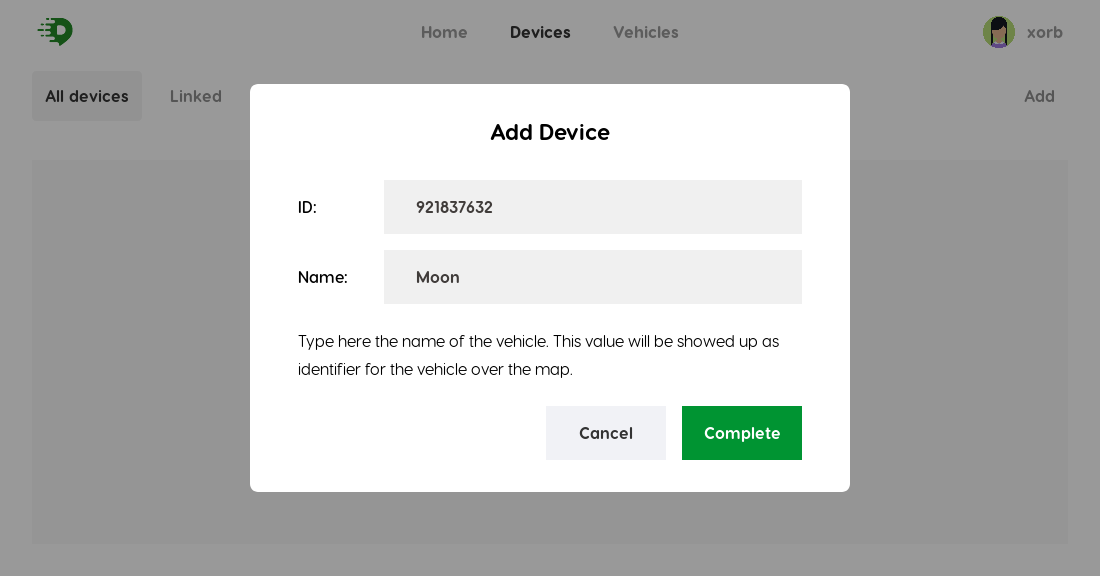 Home Devices Vehicles xorb
All devices Linked Add
Add Device
ID: 921837632
Name: Moon
Type here the name of the vehicle. This value will be showed up as
identifier for the vehicle over the map.
Cancel Complete